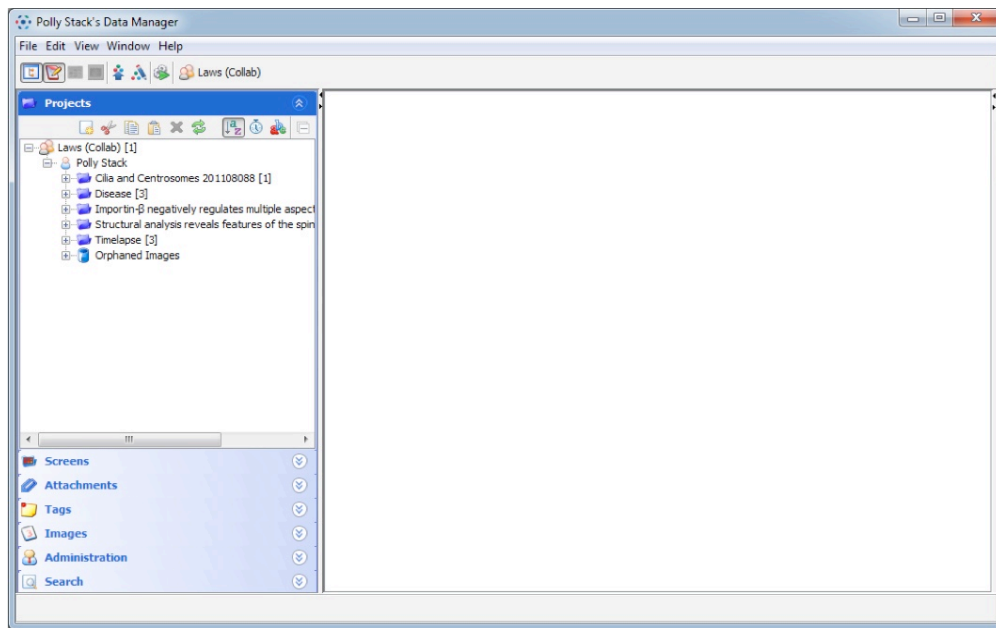 Polly Stack's Data Manager
File Edit View Window Help
Laws (Collab)
Projects
Laws (Collab) [1]
Polly Stack
Cilia and Centrosomes 201108088 [1]
Disease [3]
Importin-β negatively regulates multiple aspect
Structural analysis reveals features of the spin
Timelapse [3]
Orphaned Images
Screens
Attachments
Tags
Images
Administration
Search